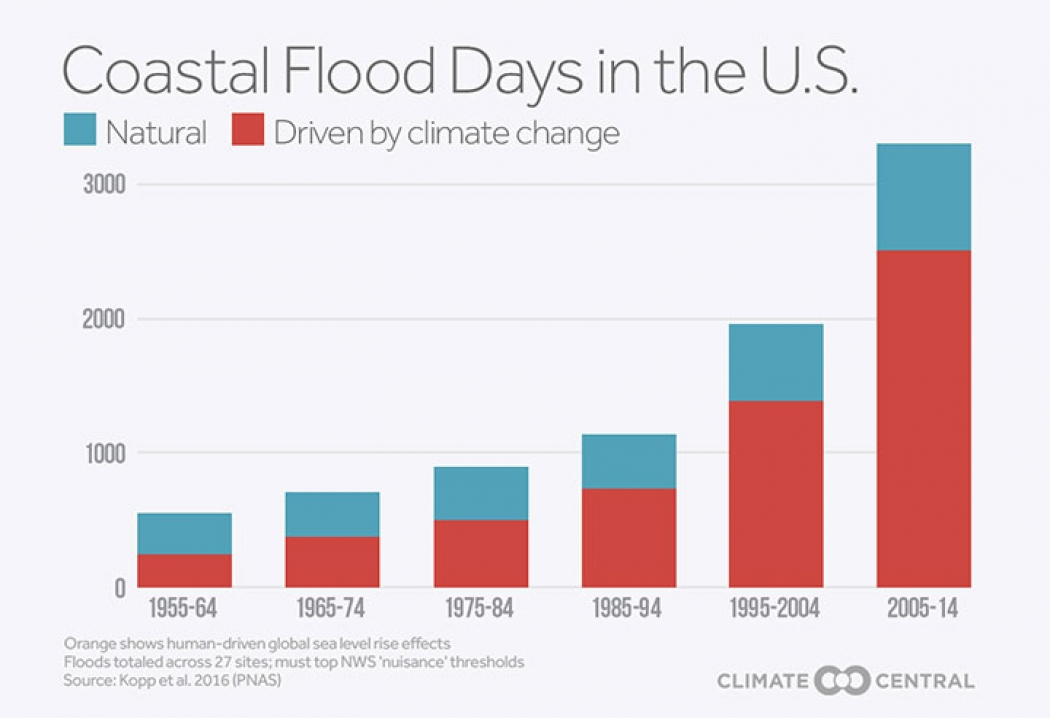 Coastal Flood Days in the U.S.
Natural Driven by climate change
3000
2000
1000
0
1955-64 1965-74 1975-84 1985-94 1995-2004 2005-14
Orange shows human-driven global sea level rise effects
Floods totaled across 27 sites; must top NWS 'nuisance' thresholds
Source: Kopp et al. 2016 (PNAS)
CLIMATE CENTRAL